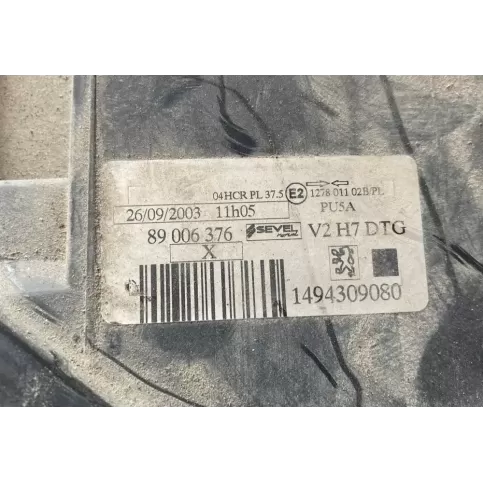 04HCR PL 37.5 E2 1278 011 02B/PL
26/09/2003 11h05 PU5A
89 006 376 SEVEL V2 H7 DTG
X
1494309080